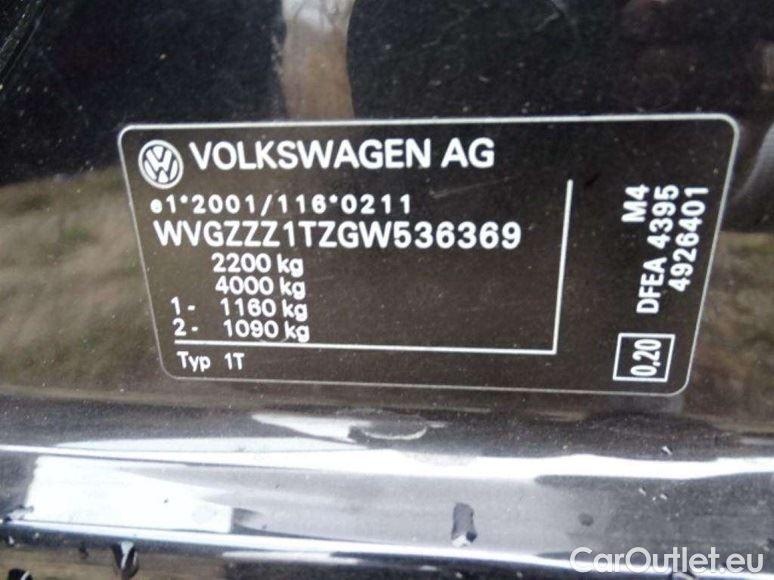 VOLKSWAGEN AG
e1*2001/116*0211
WVGZZZ1TZGW536369
2200 kg
4000 kg
1- 1160 kg
2- 1090 kg
Typ 1T
M4
DFEA 4395
4926401
0,20
CarOutlet.eu